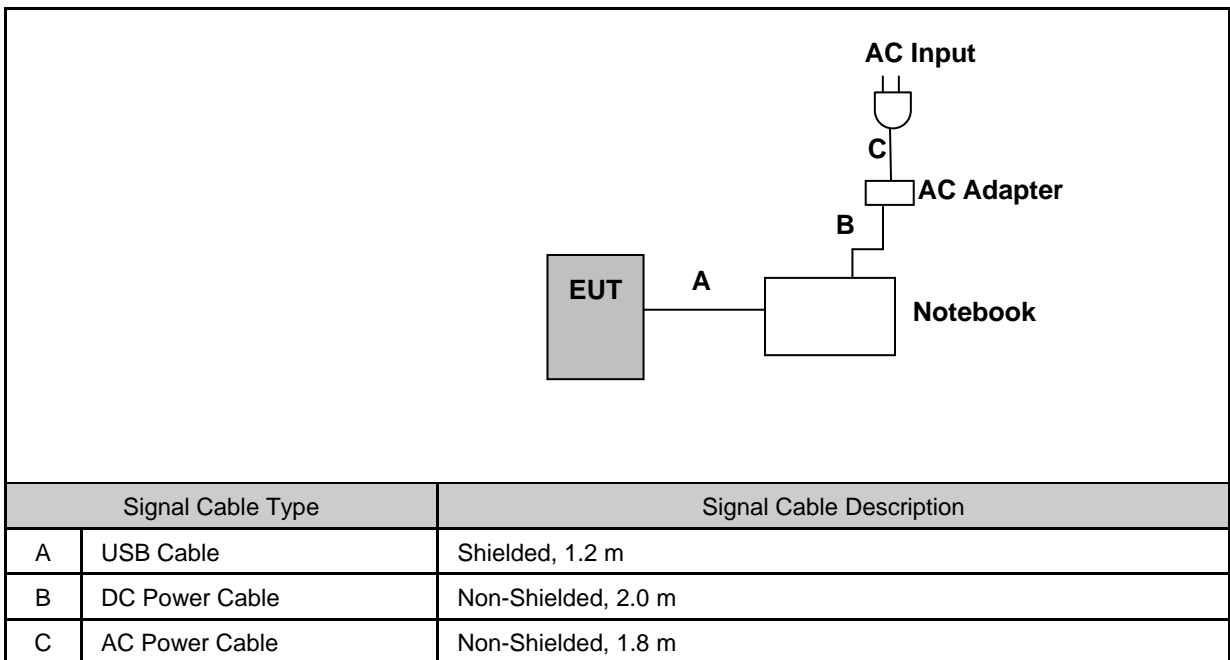 AC Input
C
AC Adapter
B
EUT
A
Notebook
Signal Cable Type Signal Cable Description
A USB Cable Shielded, 1.2 m
B DC Power Cable Non-Shielded, 2.0 m
C AC Power Cable Non-Shielded, 1.8 m